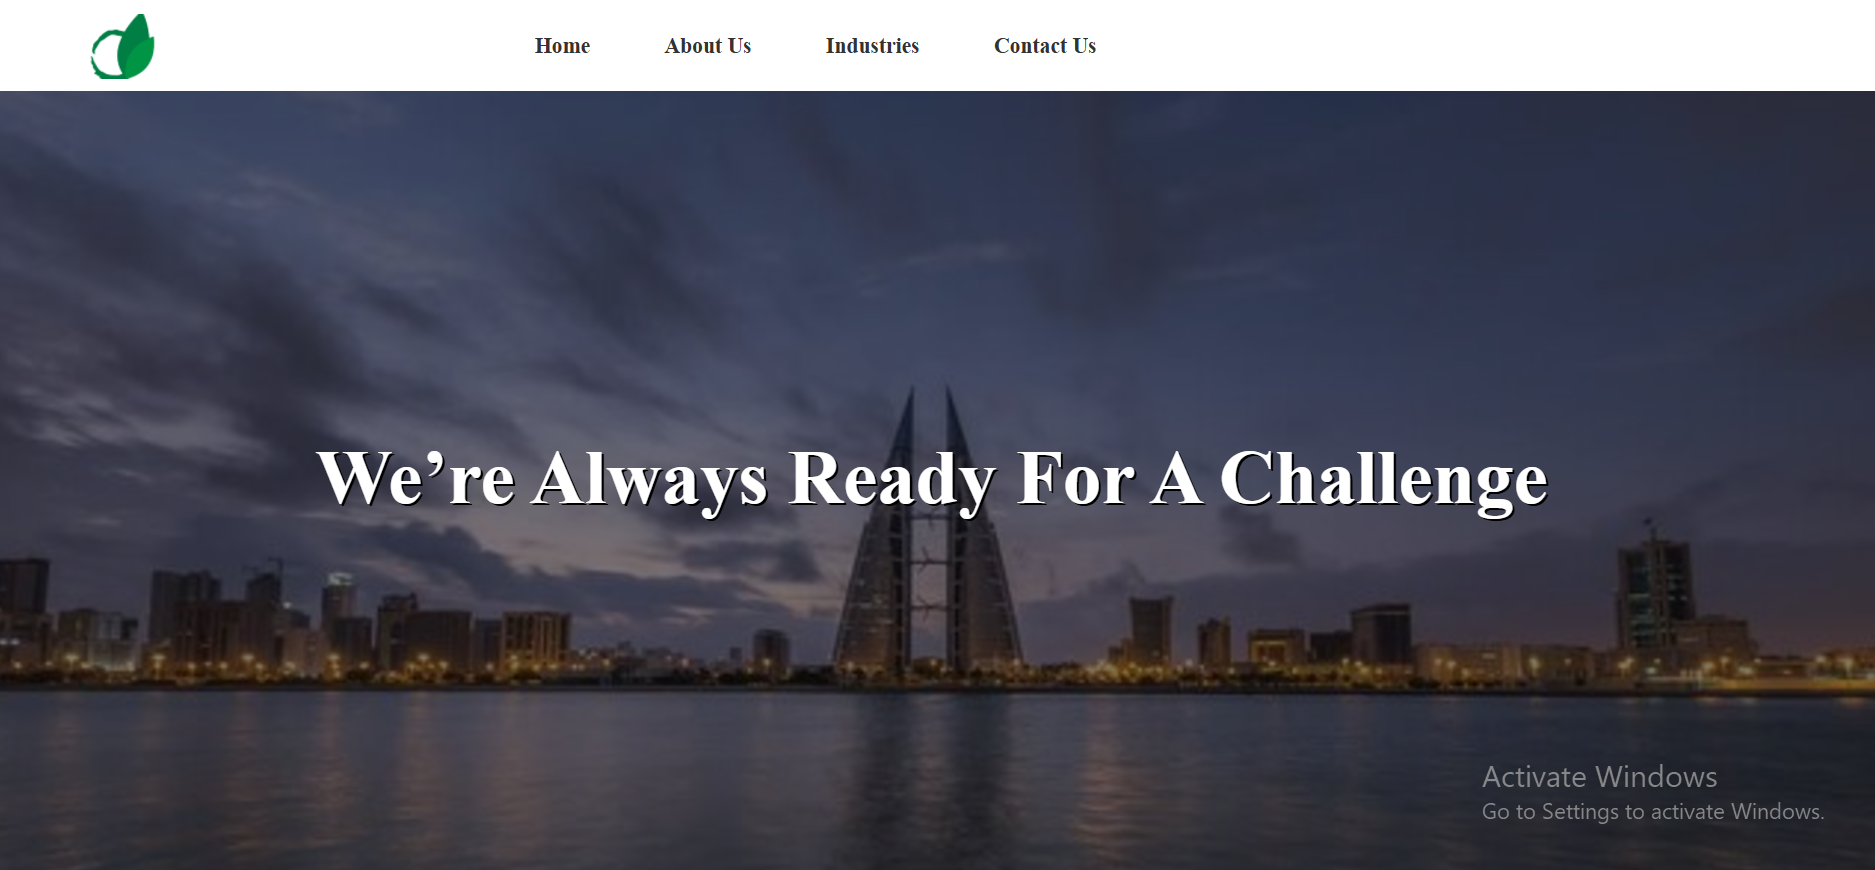 Home
About Us
Industries
Contact Us
We’re Always Ready For A Challenge
Activate Windows
Go to Settings to activate Windows.